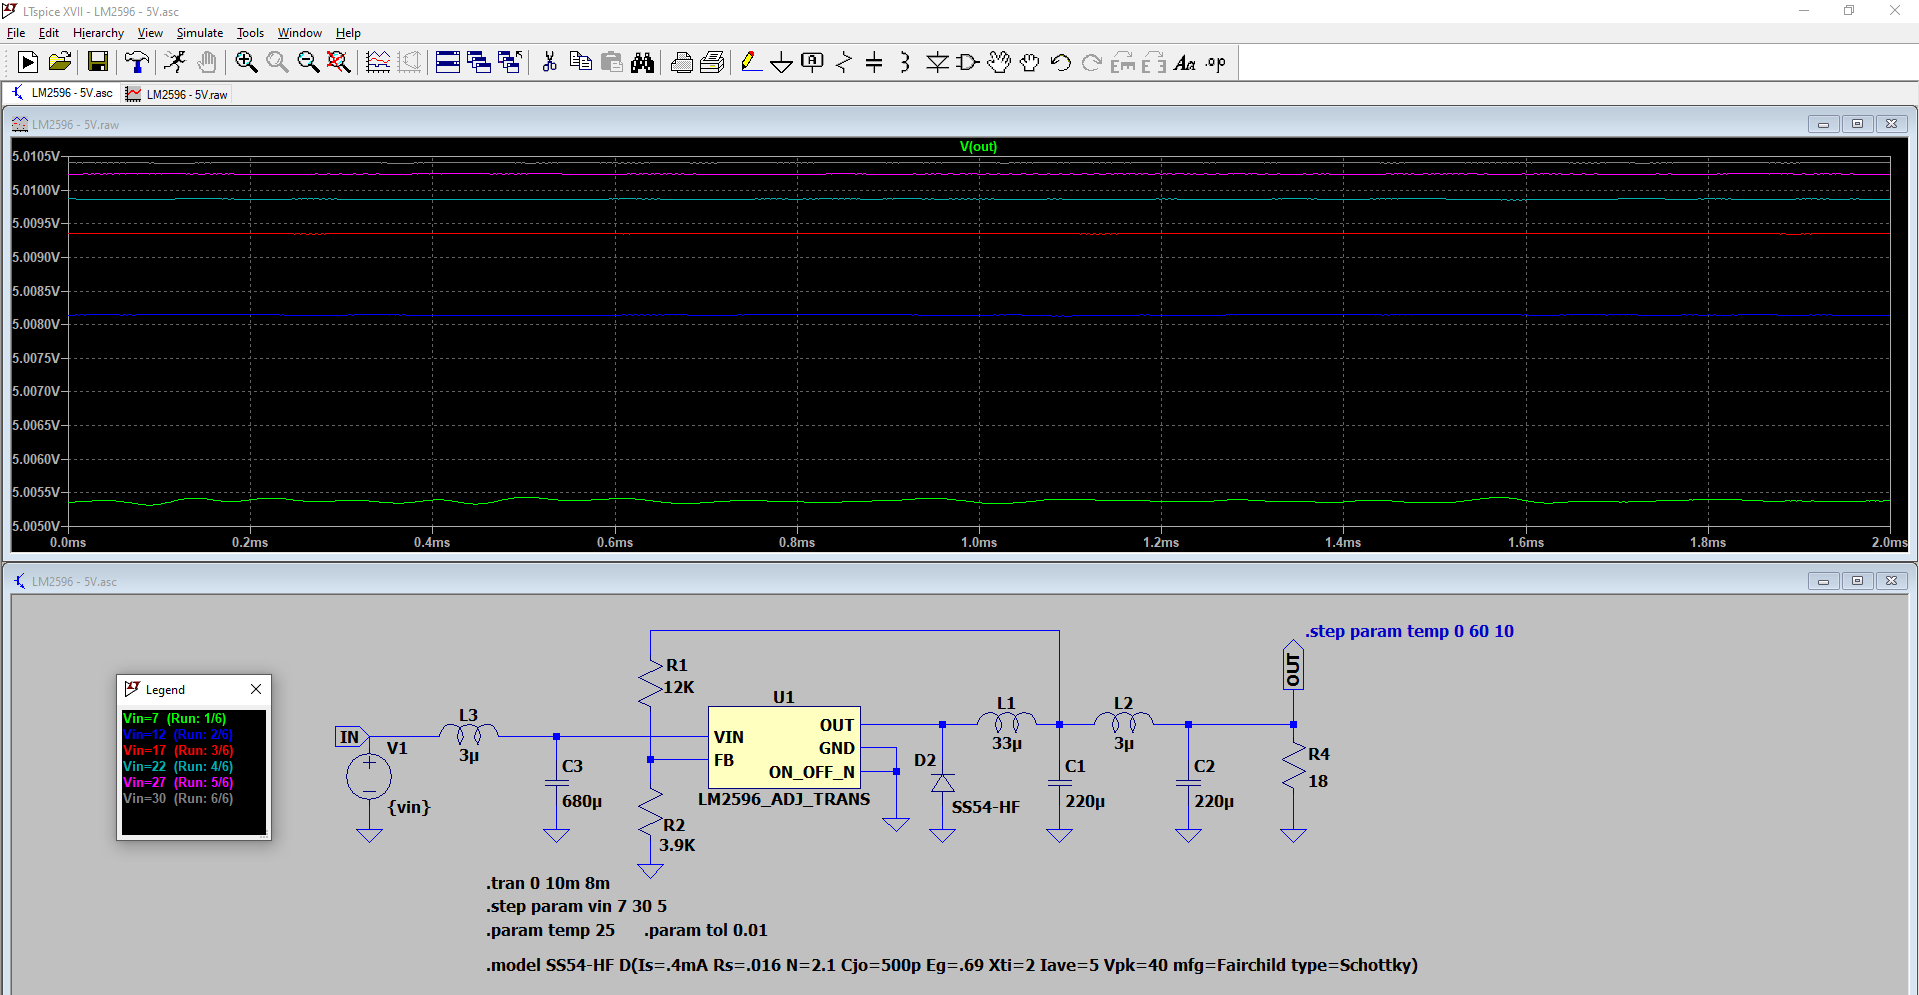 LTspice XVII - LM2596 - 5V.asc
File Edit Hierarchy View Simulate Tools Window Help
LM2596 - 5V.asc LM2596 - 5V.raw
LM2596 - 5V.raw
V(out)
5.0105V
5.0100V
5.0095V
5.0090V
5.0085V
5.0080V
5.0075V
5.0070V
5.0065V
5.0060V
5.0055V
5.0050V
0.0ms 0.2ms 0.4ms 0.6ms 0.8ms 1.0ms 1.2ms 1.4ms 1.6ms 1.8ms 2.0ms
LM2596 - 5V.asc
.step param temp 0 60 10
Legend
Vin=7 (Run: 1/6)
Vin=12 (Run: 2/6)
Vin=17 (Run: 3/6)
Vin=22 (Run: 4/6)
Vin=27 (Run: 5/6)
Vin=30 (Run: 6/6)
IN
V1
{vin}
L3
3µ
C3
680µ
R1
12K
R2
3.9K
U1
VIN
FB
OUT
GND
ON_OFF_N
LM2596_ADJ_TRANS
D2
SS54-HF
L1
33µ
C1
220µ
L2
3µ
C2
220µ
OUT
R4
18
.tran 0 10m 8m
.step param vin 7 30 5
.param temp 25 .param tol 0.01
.model SS54-HF D(Is=.4mA Rs=.016 N=2.1 Cjo=500p Eg=.69 Xti=2 Iave=5 Vpk=40 mfg=Fairchild type=Schottky)